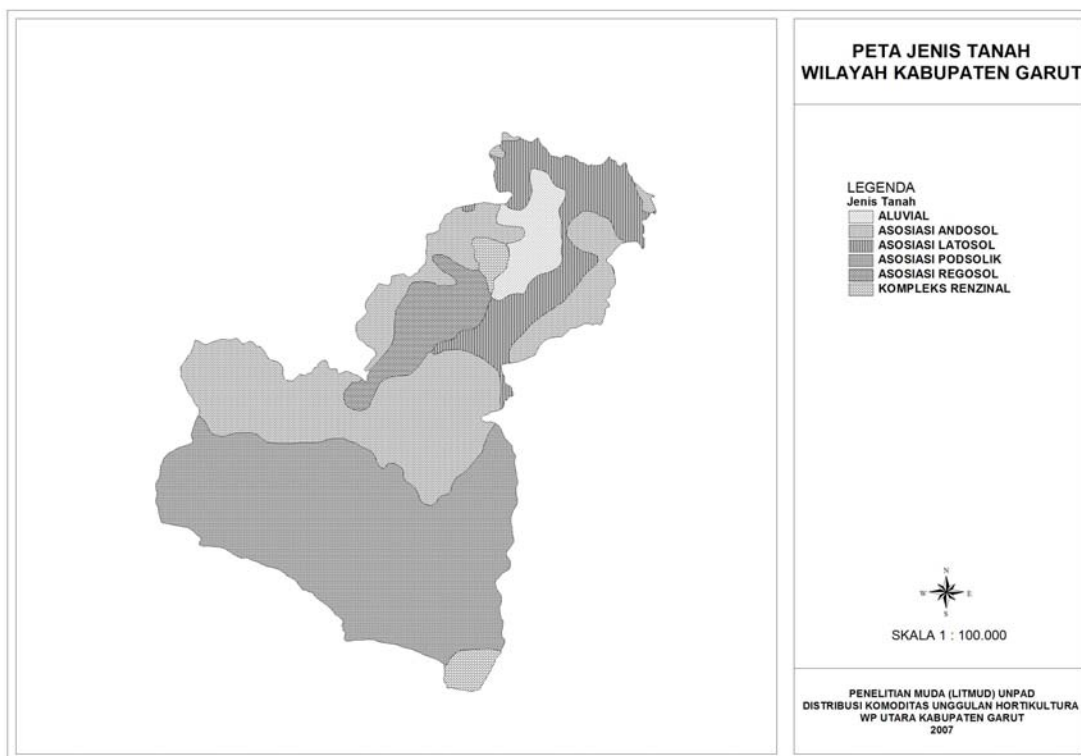 PETA JENIS TANAH
WILAYAH KABUPATEN GARUT
LEGENDA
Jenis Tanah
ALUVIAL
ASOSIASI ANDOSOL
ASOSIASI LATOSOL
ASOSIASI PODSOLIK
ASOSIASI REGOSOL
KOMPLEKS RENZINAL
N
W E
S
SKALA 1 : 100.000
PENELITIAN MUDA (LITMUD) UNPAD
DISTRIBUSI KOMODITAS UNGGULAN HORTIKULTURA
WP UTARA KABUPATEN GARUT
2007